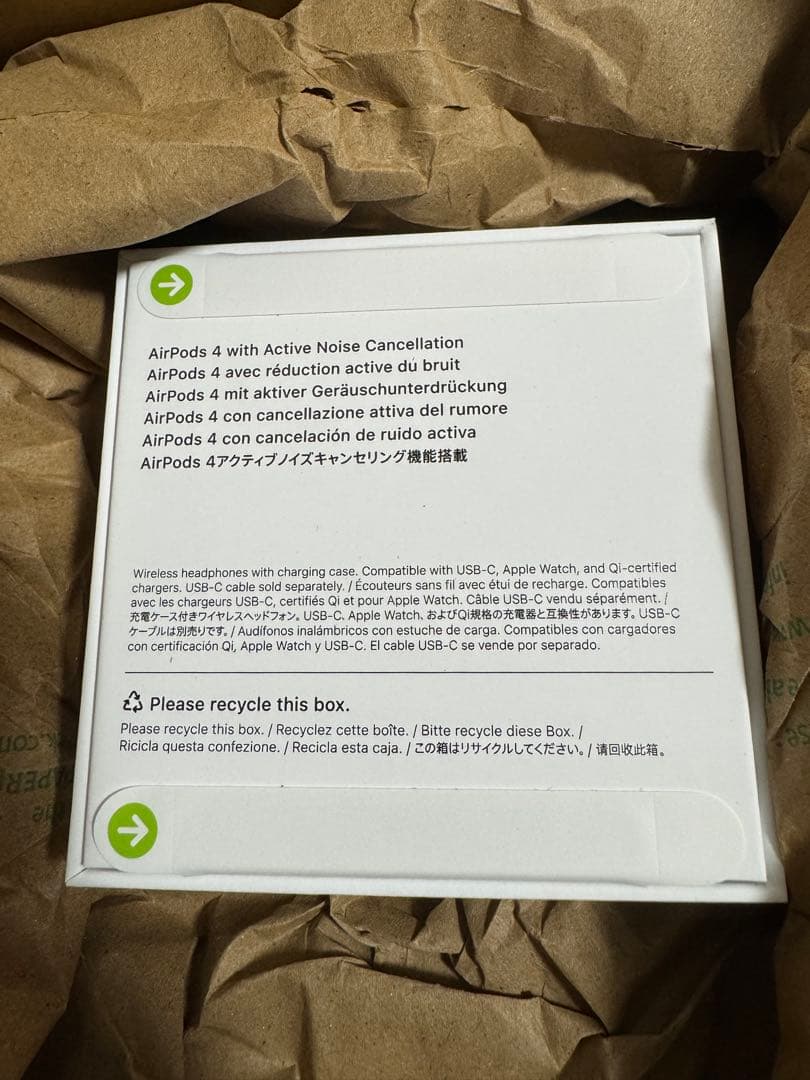 AirPods 4 with Active Noise Cancellation
AirPods 4 avec réduction active du bruit
AirPods 4 mit aktiver Geräuschunterdrückung
AirPods 4 con cancellazione attiva del rumore
AirPods 4 con cancelación de ruido activa
AirPods 4アクティブノイズキャンセリング機能搭載
Wireless headphones with charging case. Compatible with USB-C, Apple Watch, and Qi-certified
chargers. USB-C cable sold separately. / Écouteurs sans fil avec étui de recharge. Compatibles
avec les chargeurs USB-C, certifiés Qi et pour Apple Watch. Câble USB-C vendu séparément. /
充電ケース付きワイヤレスヘッドフォン。USB-C、Apple Watch、およびQi規格の充電器と互換性があります。USB-C
ケーブルは別売りです。/ Audífonos inalámbricos con estuche de carga. Compatibles con cargadores
con certificación Qi, Apple Watch y USB-C. El cable USB-C se vende por separado.
Please recycle this box.
Please recycle this box. / Recyclez cette boîte. / Bitte recycle diese Box. /
Ricicla questa confezione. / Recicla esta caja. / この箱はリサイクルしてください。/ 请回收此箱。